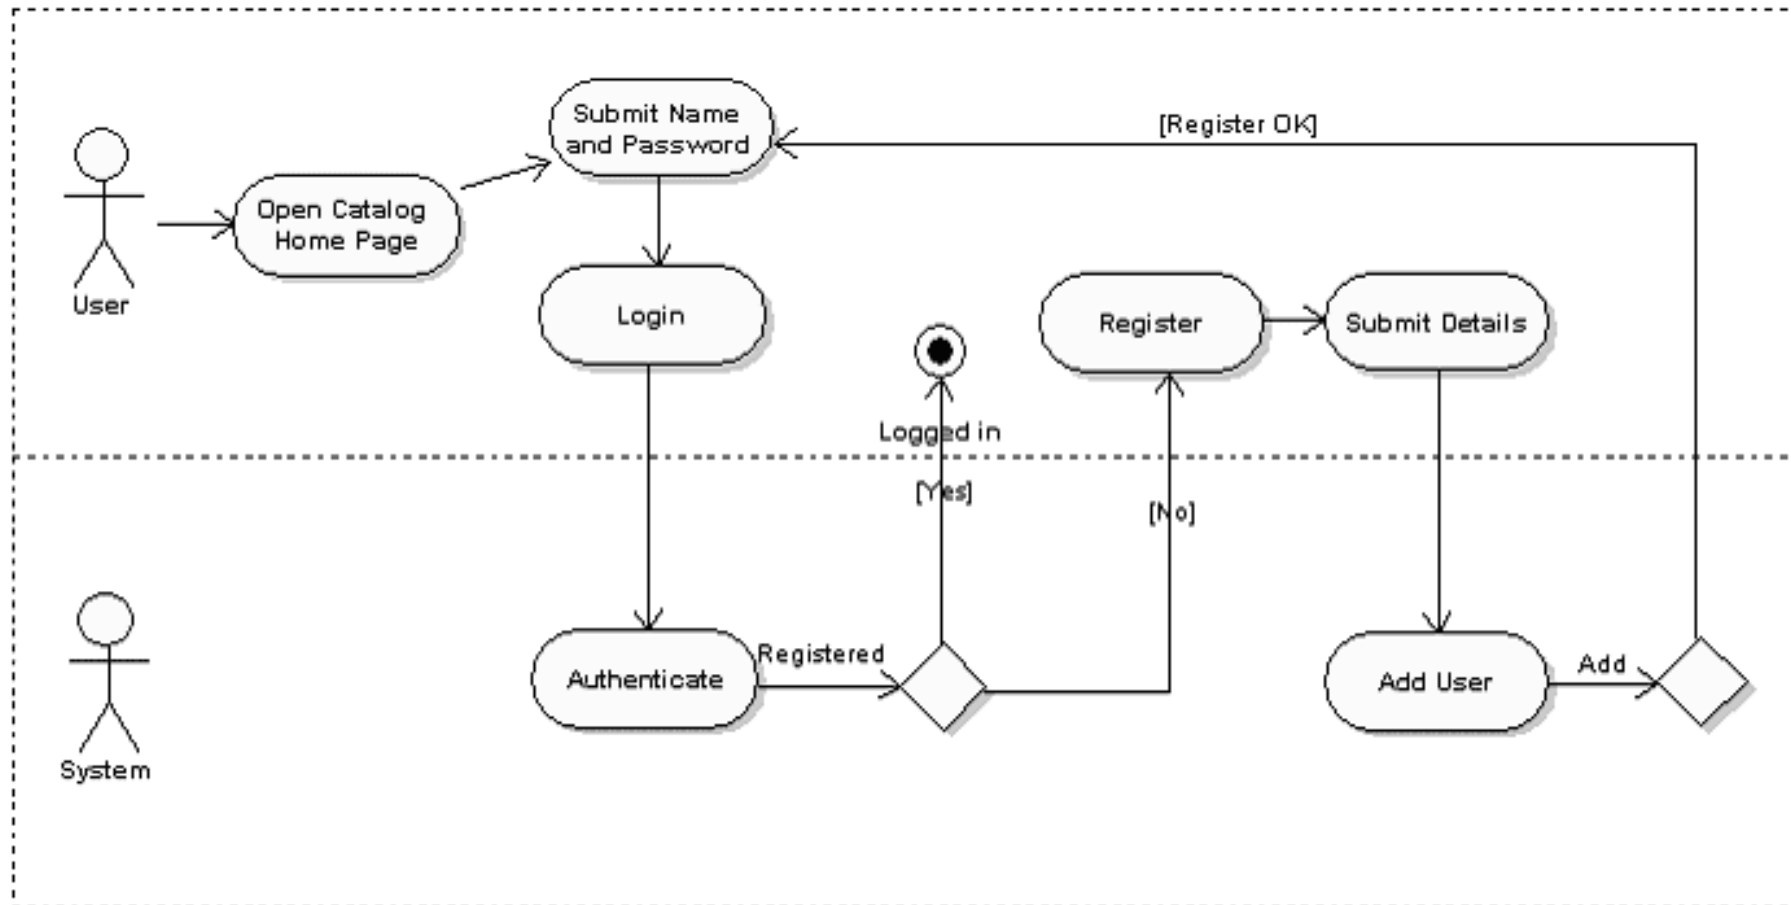 Submit Name
and Password
[Register OK]
Open Catalog
Home Page
User
Login
Register
Submit Details
Logged in
[Yes]
[No]
Registered
Authenticate
Add User
Add
System